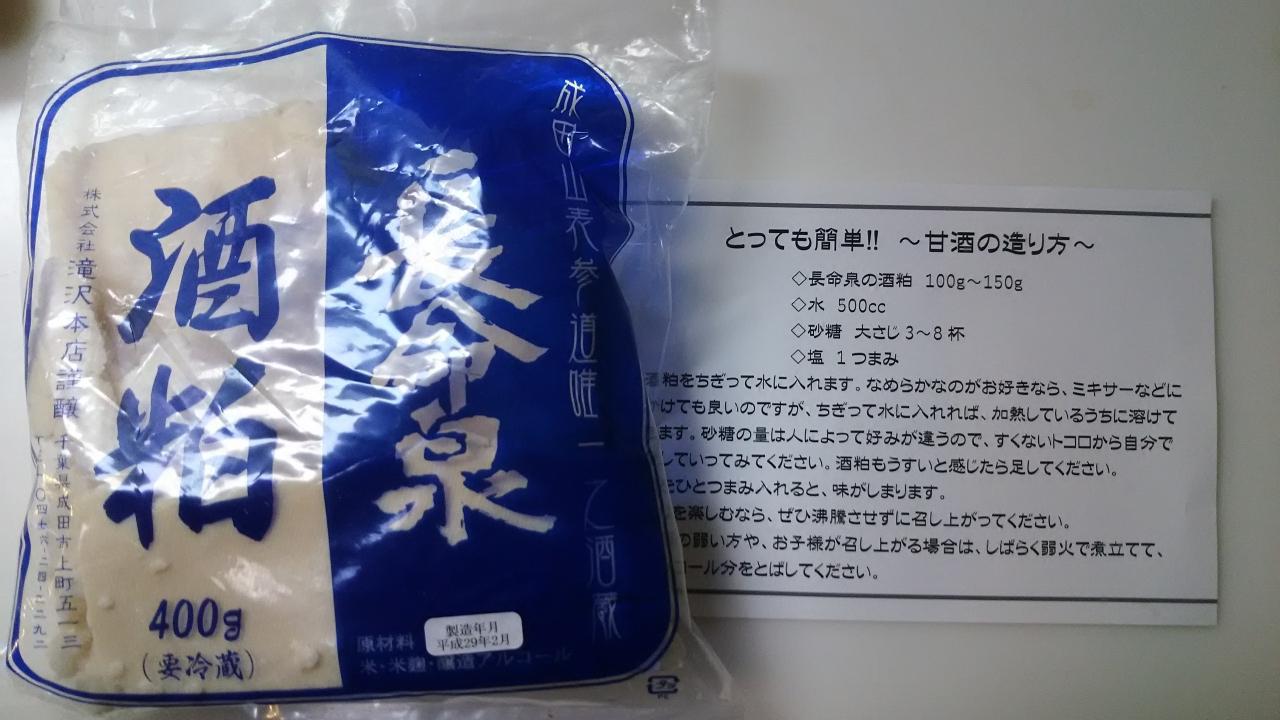 成田山表参道唯一之酒蔵
長命泉
酒粕
株式会社 滝沢本店謹醸
千葉県成田市上町五一三
400g
(要冷蔵)
原材料
米・米麹・醸造アルコール
製造年月
平成29年2月
とっても簡単!! ～甘酒の造り方～
◇長命泉の酒粕 100g～150g
◇水 500cc
◇砂糖 大さじ3～8杯
◇塩 1つまみ
酒粕をちぎって水に入れます。なめらかなのがお好きなら、ミキサーなどに
かけても良いのですが、ちぎって水に入れれば、加熱しているうちに溶けて
ます。砂糖の量は人によって好みが違うので、すくないトコロから自分で
していってみてください。酒粕もうすいと感じたら足してください。
ひとつまみ入れると、味がしまります。
を楽しむなら、ぜひ沸騰させずに召し上がってください。
の弱い方や、お子様が召し上がる場合は、しばらく弱火で煮立てて、
コール分をとばしてください。